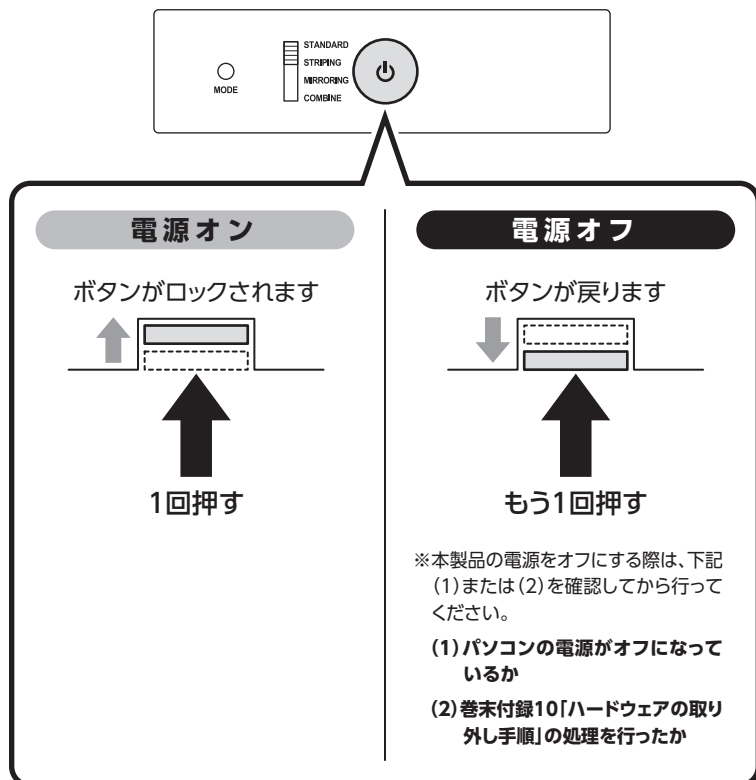 MODE
STANDARD
STRIPING
MIRRORING
COMBINE
電源オン
ボタンがロックされます
1回押す
電源オフ
ボタンが戻ります
もう1回押す
※本製品の電源をオフにする際は、下記
(1)または(2)を確認してから行って
ください。
(1)パソコンの電源がオフになって
いるか
(2)巻末付録10「ハードウェアの取り
外し手順」の処理を行ったか